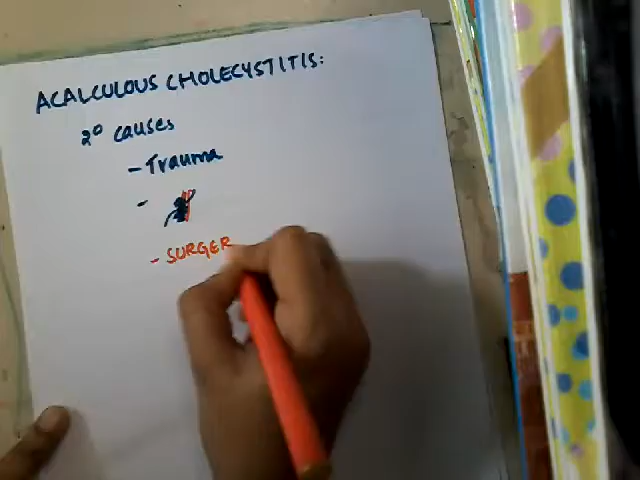 ACALCULOUS CHOLECYSTITIS:
2° causes
- Trauma
-
- SURGER